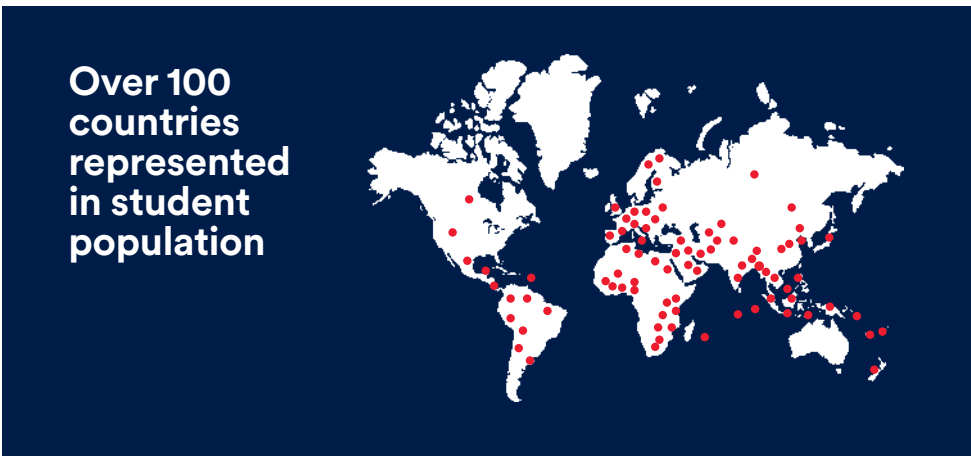 Over 100
countries
represented
in student
population